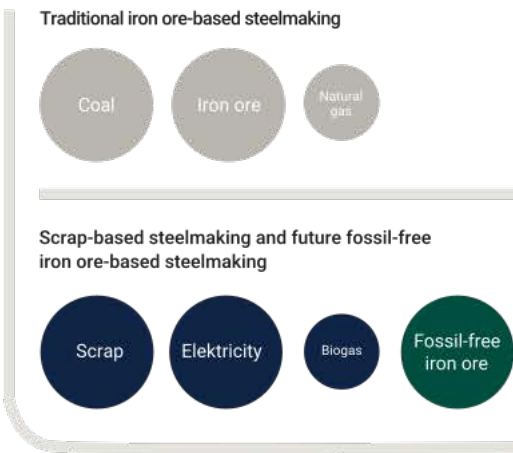 Traditional iron ore-based steelmaking
Coal
Iron ore
Natural
gas
Scrap-based steelmaking and future fossil-free
iron ore-based steelmaking
Scrap
Elektricity
Biogas
Fossil-free
iron ore